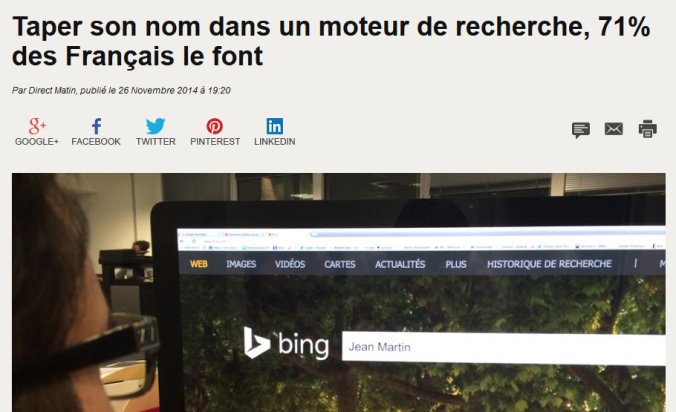 Taper son nom dans un moteur de recherche, 71%
des Français le font
Par Direct Matin, publié le 26 Novembre 2014 à 19:20
g+
GOOGLE+ FACEBOOK TWITTER PINTEREST LINKEDIN
WEB IMAGES VIDÉOS CARTES ACTUALITÉS PLUS HISTORIQUE DE RECHERCHE | M
bing Jean Martin